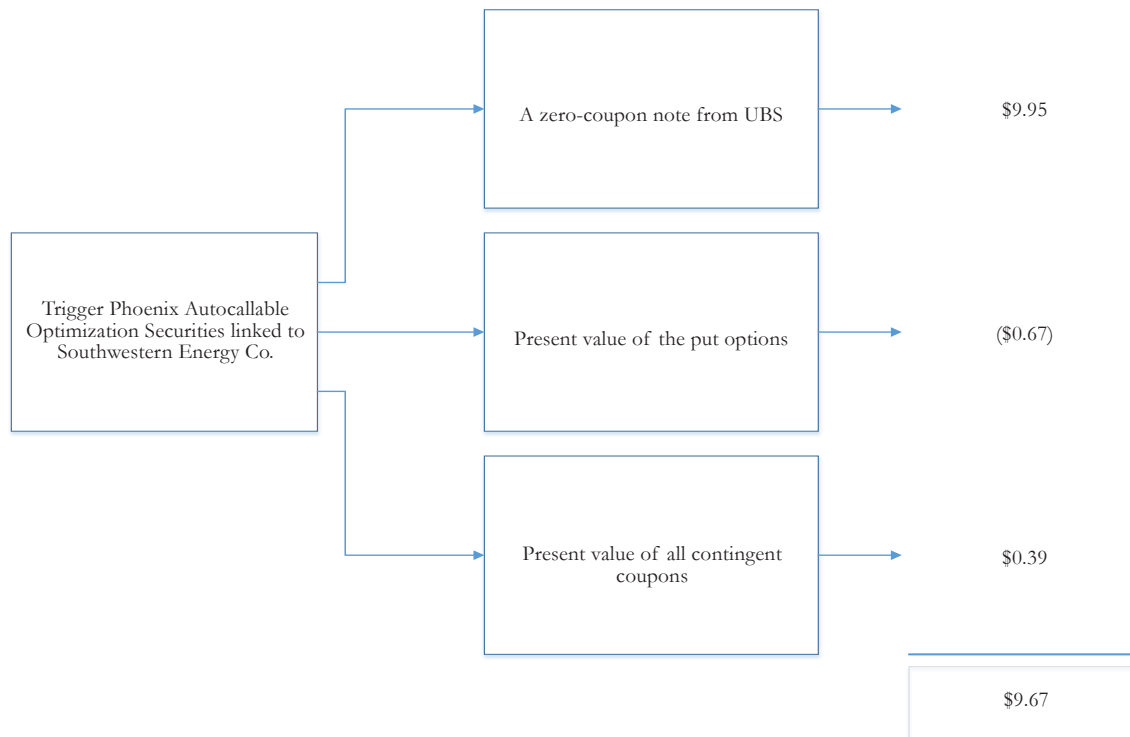 A zero-coupon note from UBS
$9.95
Trigger Phoenix Autocallable
Optimization Securities linked to
Southwestern Energy Co.
Present value of the put options
($0.67)
Present value of all contingent
coupons
$0.39
$9.67